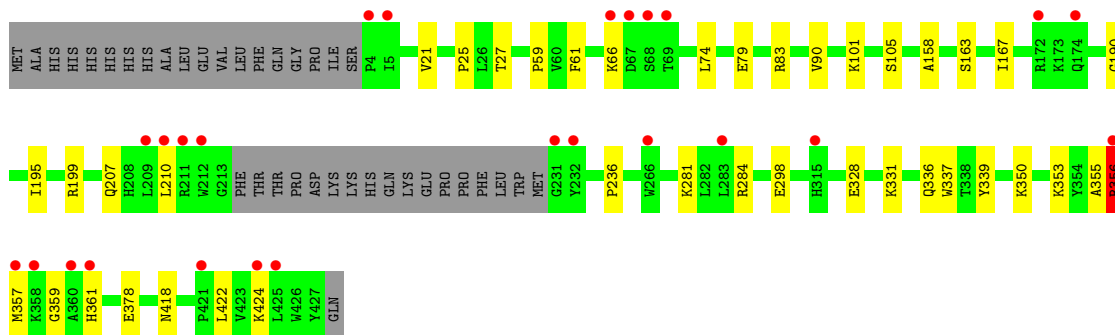 MET ALA HIS HIS HIS HIS HIS HIS ALA LEU GLU VAL LEU PHE GLN GLY PRO ILE SER P4 I5 V21 P25 L26 T27 P59 V60 F61 K66 D67 S68 T69 L74 E79 R83 V90 K101 S105 A158 S163 I167 R172 K173 Q174
I195 R199 Q207 H208 L209 L210 R211 W212 G213 PHE THR THR PRO ASP LYS LYS HIS GLN LYS GLU PRO PRO PHE LEU TRP MET G231 Y232 P236 W266 K281 L282 L283 R284 E298 H315 E328 K331 Q336 W337 T338 Y339 K350 K353 Y354 A355
M357 K358 G359 A360 H361 E378 N418 P421 L422 V423 K424 L425 W426 Y427 GLN